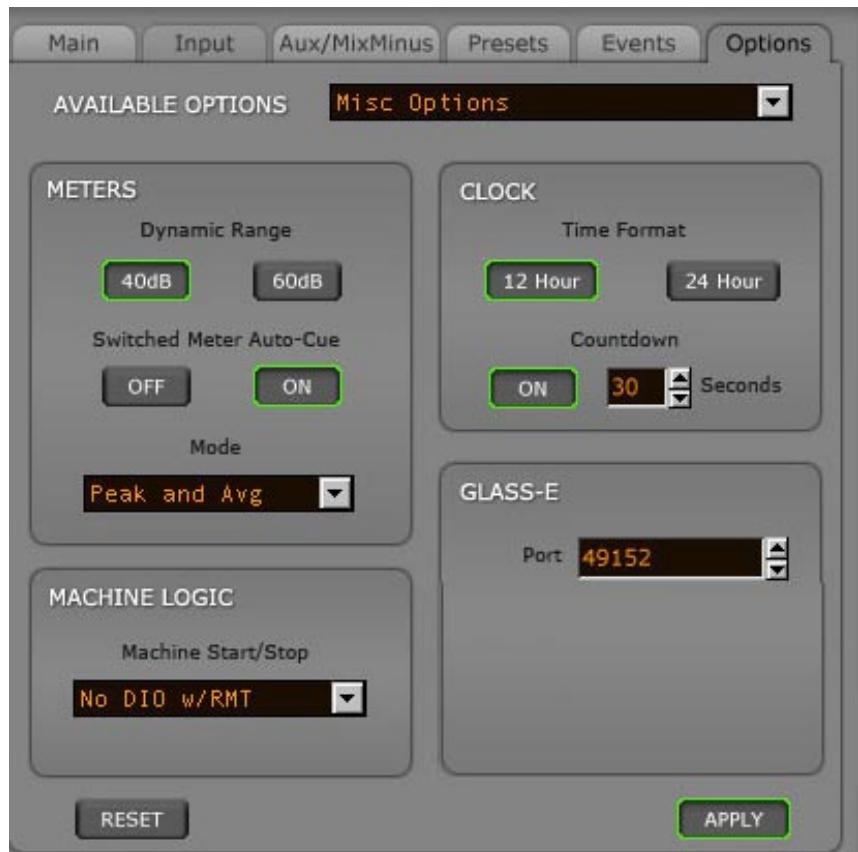 Main Input Aux/MixMinus Presets Events Options
AVAILABLE OPTIONS Misc Options
METERS
Dynamic Range
40dB 60dB
Switched Meter Auto-Cue
OFF ON
Mode
Peak and Avg
MACHINE LOGIC
Machine Start/Stop
No DIO w/RMT
CLOCK
Time Format
12 Hour 24 Hour
Countdown
ON 30 Seconds
GLASS-E
Port 49152
RESET APPLY